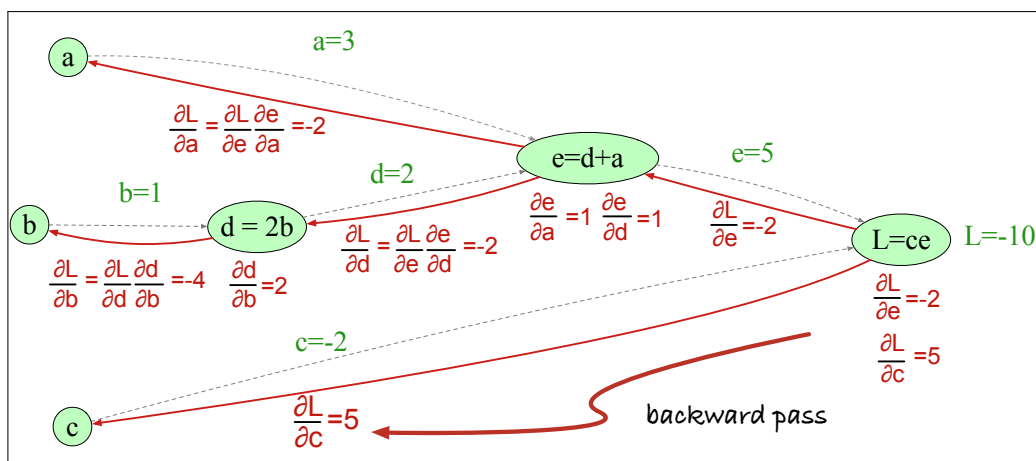 a=3
a
∂L/∂a = ∂L/∂e ∂e/∂a =-2
e=d+a
e=5
d=2
b=1
b
d = 2b
∂e/∂a =1 ∂e/∂d =1
∂L/∂e =-2
L=ce
L=-10
∂L/∂d = ∂L/∂e ∂e/∂d =-2
∂L/∂b = ∂L/∂d ∂d/∂b =-4
∂d/∂b =2
∂L/∂e =-2
c=-2
∂L/∂c =5
c
∂L/∂c =5
backward pass